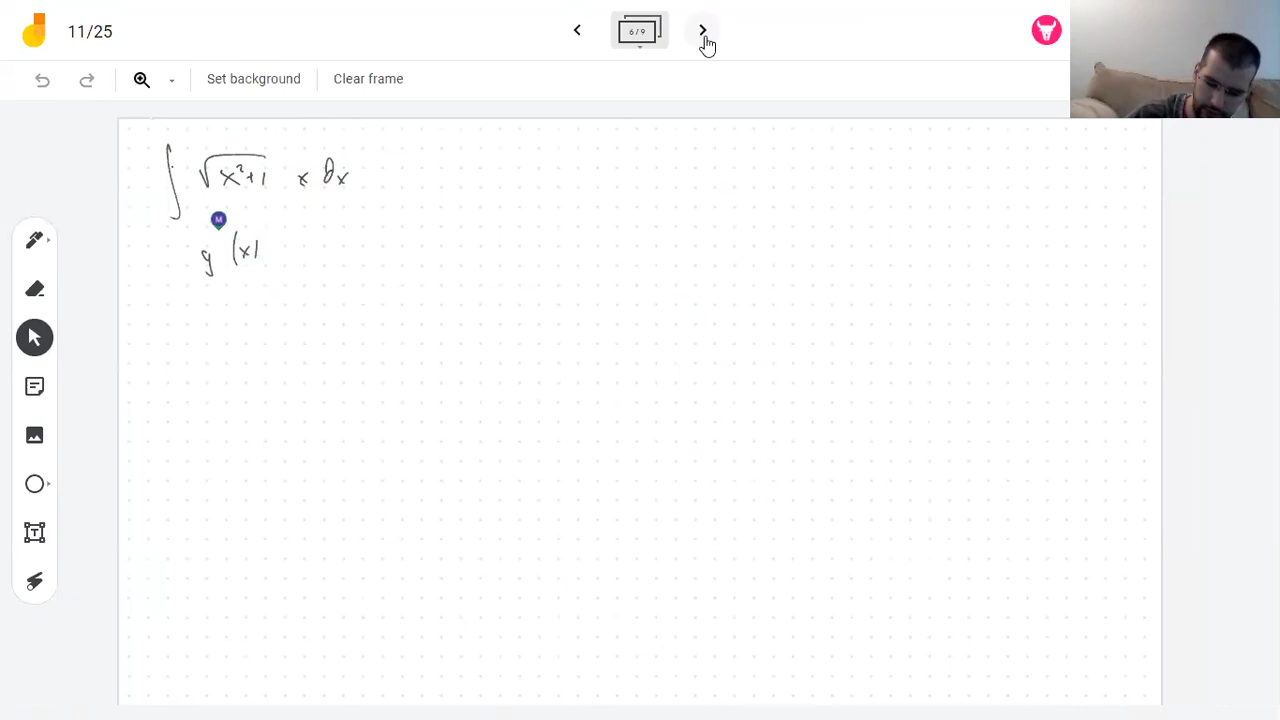 11/25
6 / 9
Set background
Clear frame
∫ √(x²+1) x dx
M
g (x)
T